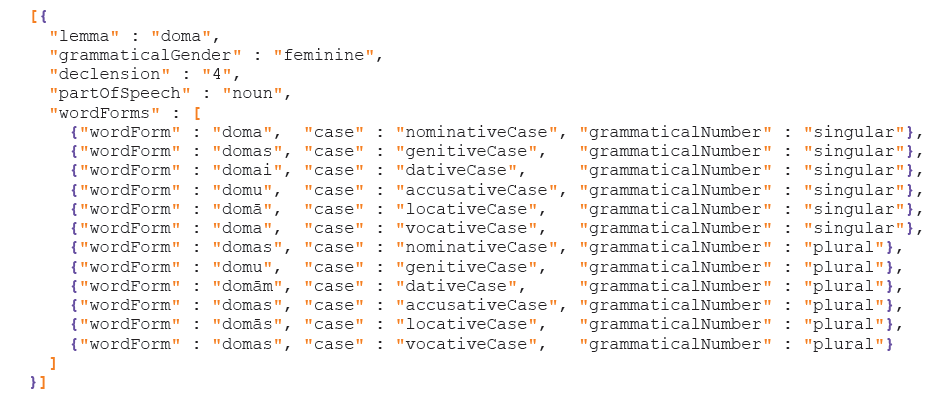 [{
  "lemma" : "doma",
  "grammaticalGender" : "feminine",
  "declension" : "4",
  "partOfSpeech" : "noun",
  "wordForms" : [
    {"wordForm" : "doma",  "case" : "nominativeCase", "grammaticalNumber" : "singular"},
    {"wordForm" : "domas", "case" : "genitiveCase",   "grammaticalNumber" : "singular"},
    {"wordForm" : "domai", "case" : "dativeCase",     "grammaticalNumber" : "singular"},
    {"wordForm" : "domu",  "case" : "accusativeCase", "grammaticalNumber" : "singular"},
    {"wordForm" : "domā",  "case" : "locativeCase",   "grammaticalNumber" : "singular"},
    {"wordForm" : "doma",  "case" : "vocativeCase",   "grammaticalNumber" : "singular"},
    {"wordForm" : "domas", "case" : "nominativeCase", "grammaticalNumber" : "plural"},
    {"wordForm" : "domu",  "case" : "genitiveCase",   "grammaticalNumber" : "plural"},
    {"wordForm" : "domām", "case" : "dativeCase",     "grammaticalNumber" : "plural"},
    {"wordForm" : "domas", "case" : "accusativeCase", "grammaticalNumber" : "plural"},
    {"wordForm" : "domās", "case" : "locativeCase",   "grammaticalNumber" : "plural"},
    {"wordForm" : "domas", "case" : "vocativeCase",   "grammaticalNumber" : "plural"}
  ]
}]